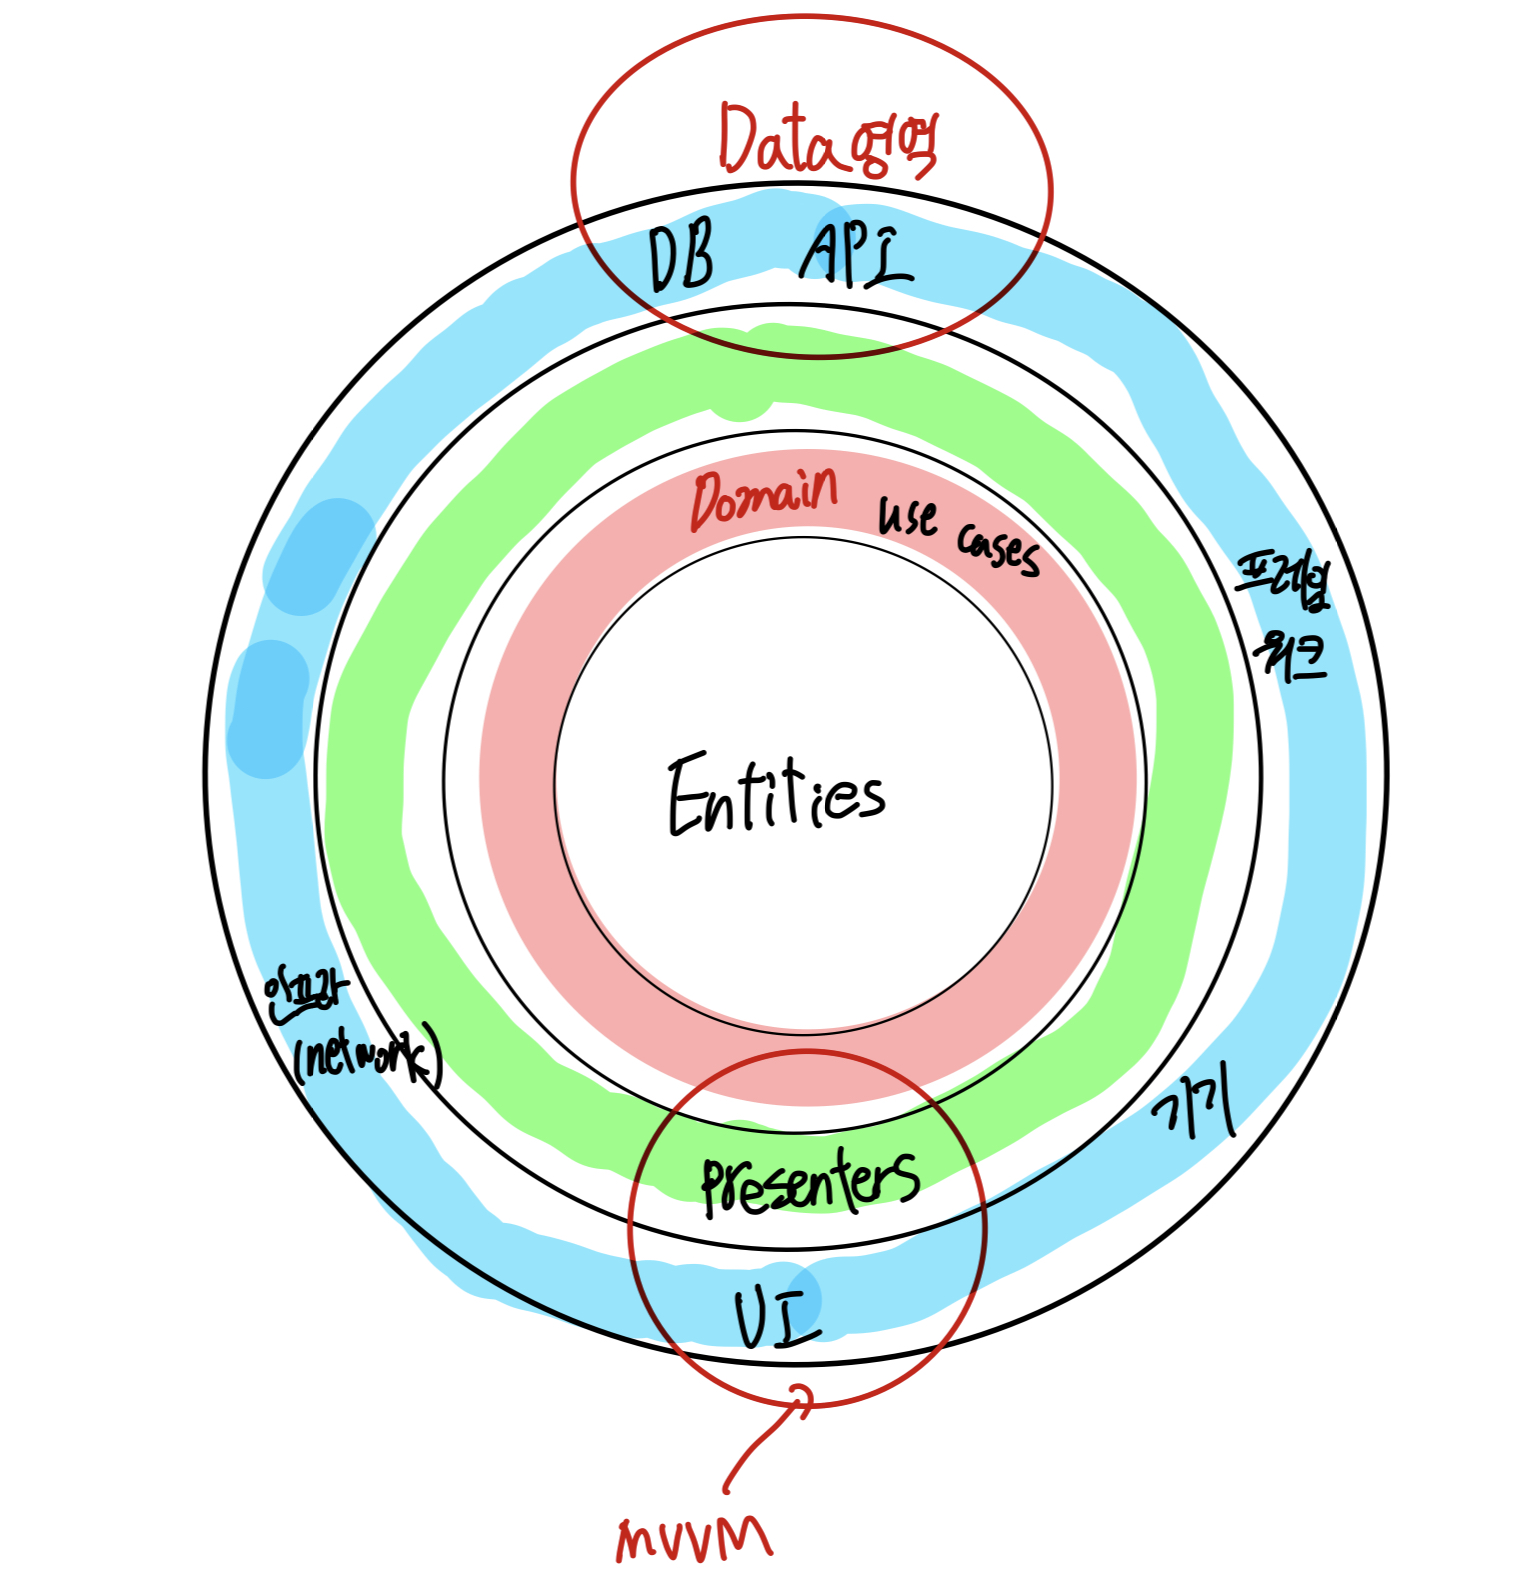 Data영역
DB API
Domain use cases
프레임
워크
Entities
인프라
(network)
기기
presenters
UI
MVVM